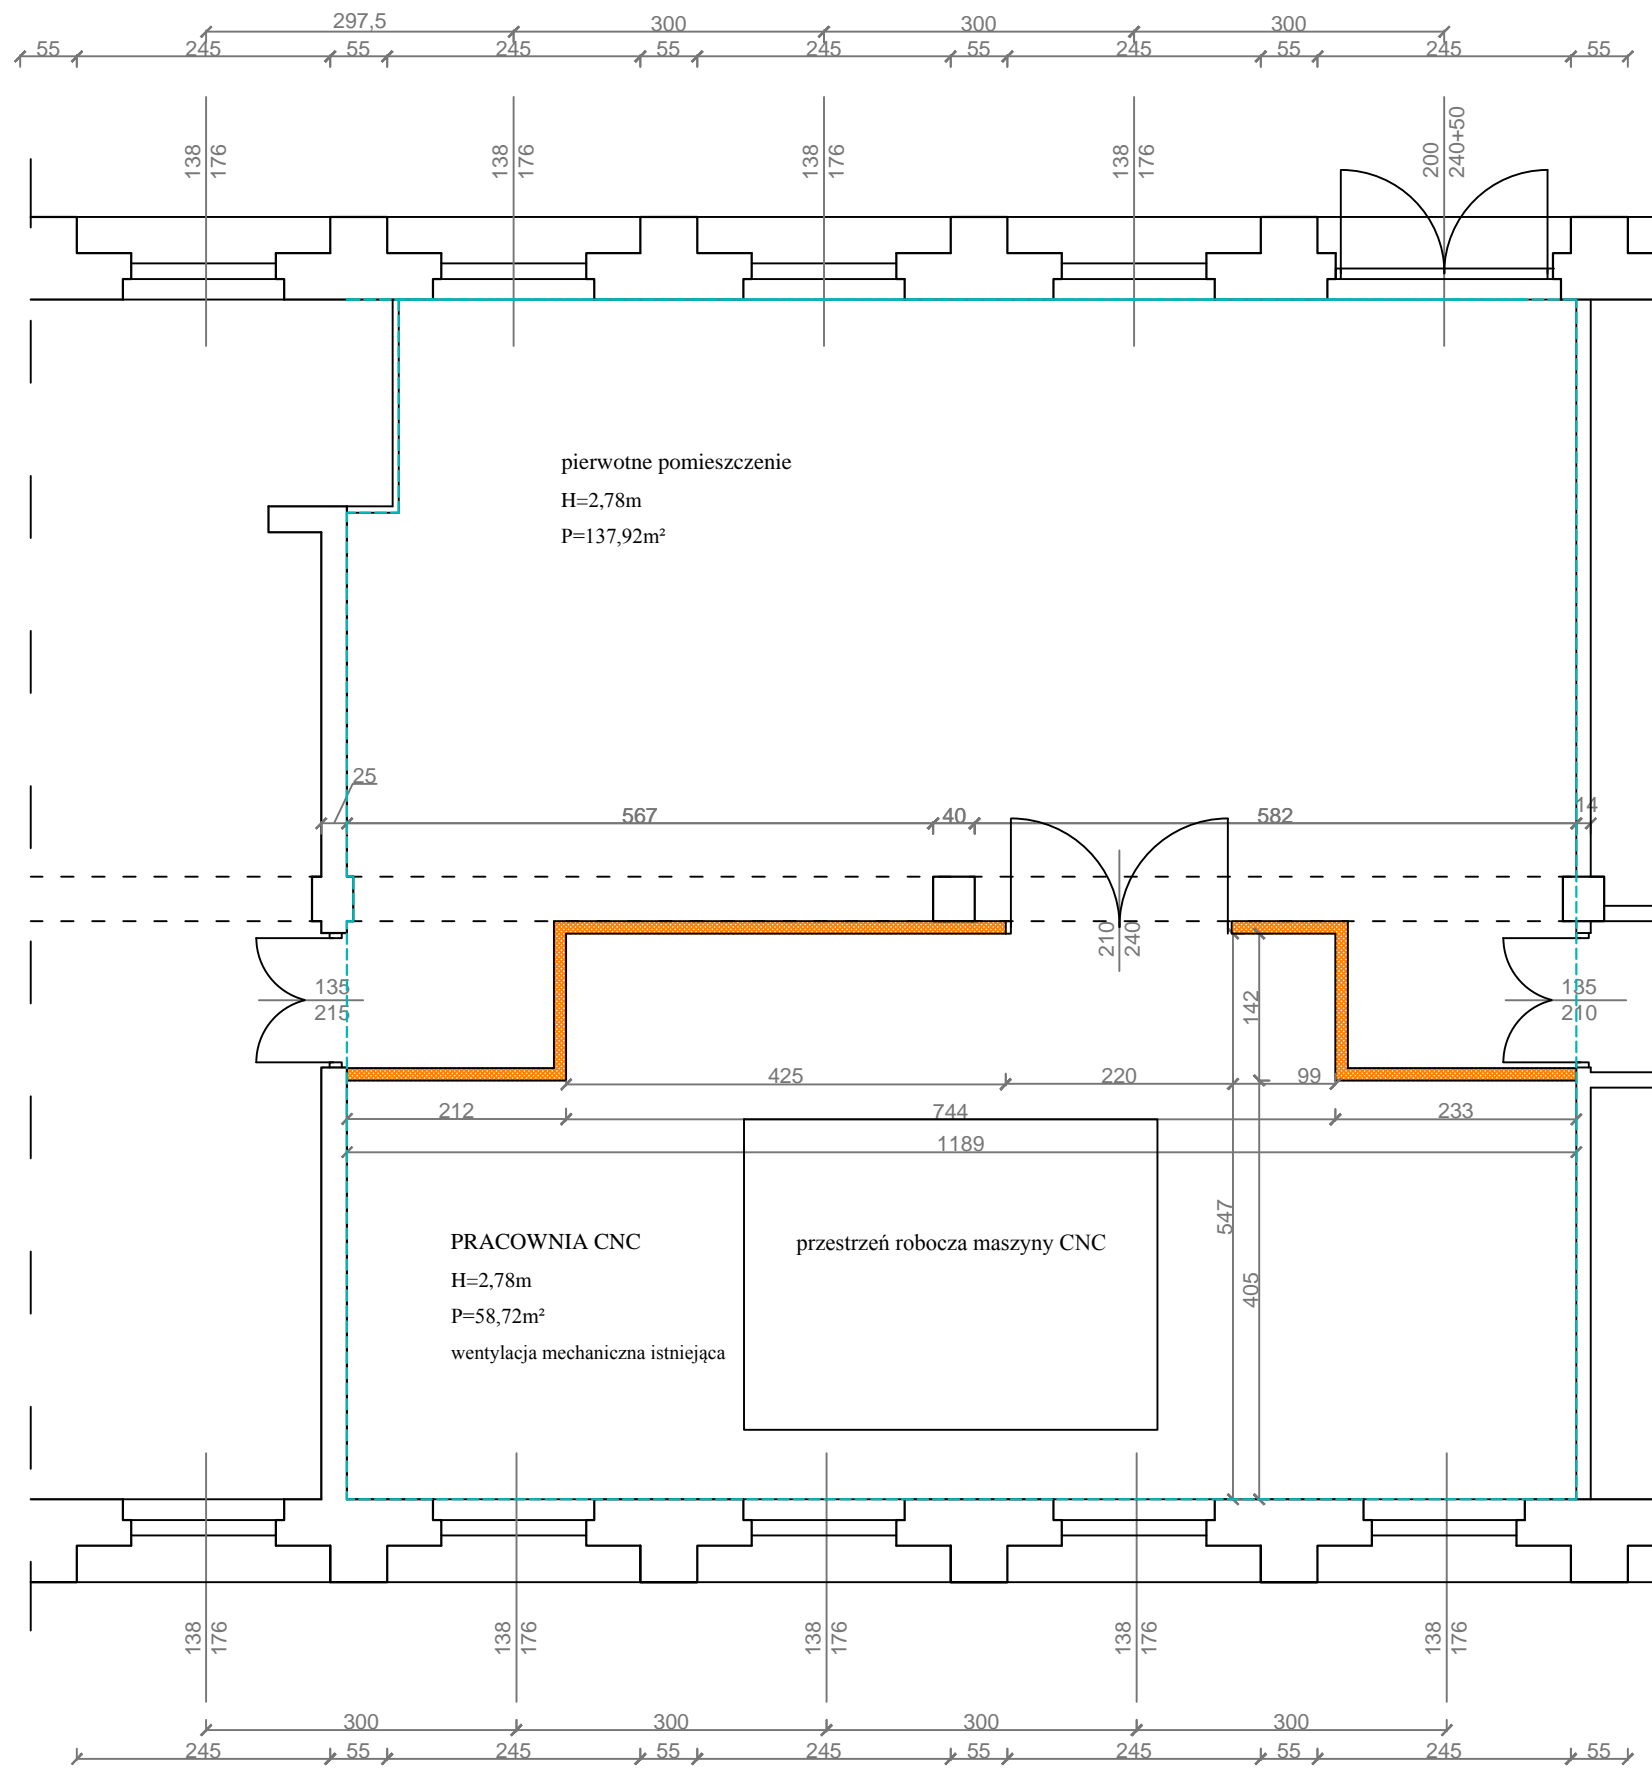 297,5 300 300 300
55 245 55 245 55 245 55 245 55 245 55
138 176 138 176 138 176 138 176 200 240+50
pierwotne pomieszczenie
H=2,78m
P=137,92m²
25
567 40 582 14
210 240
135
215
142
135
210
425 220 99
212 744 233
1189
547
405
PRACOWNIA CNC
H=2,78m
P=58,72m²
wentylacja mechaniczna istniejąca
przestrzeń robocza maszyny CNC
138 176 138 176 138 176 138 176 138 176
300 300 300 300
245 55 245 55 245 55 245 55 245 55